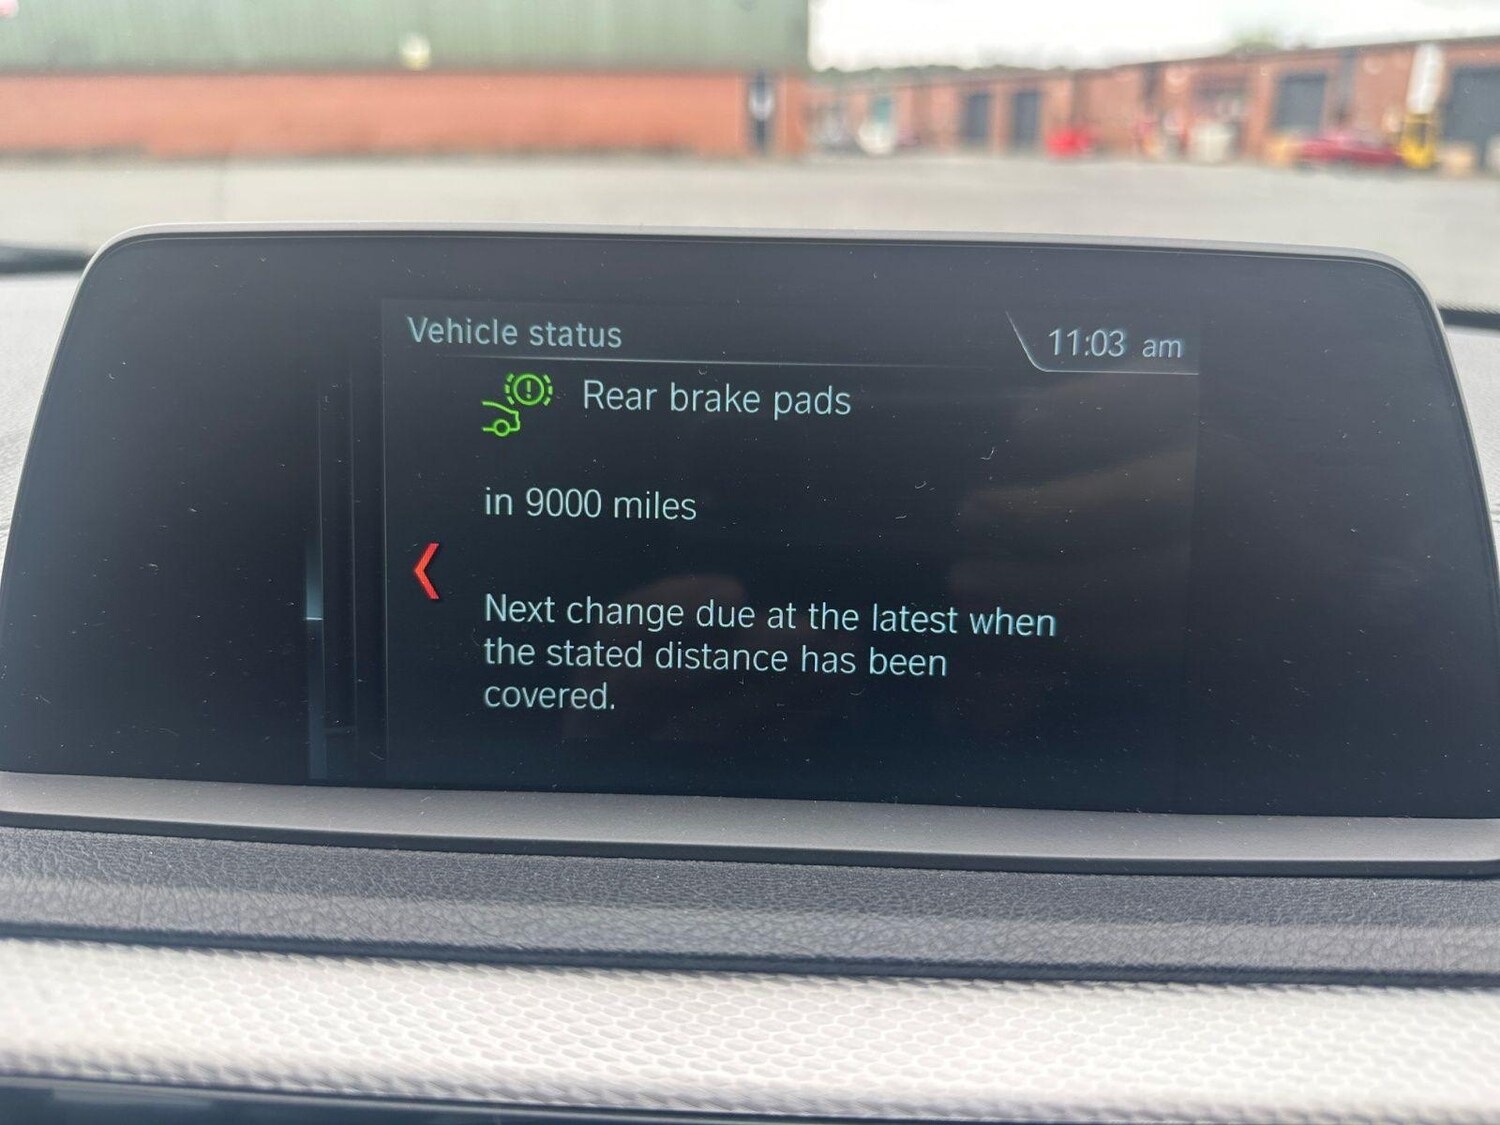 Vehicle status
11:03 am
Rear brake pads
in 9000 miles
Next change due at the latest when
the stated distance has been
covered.